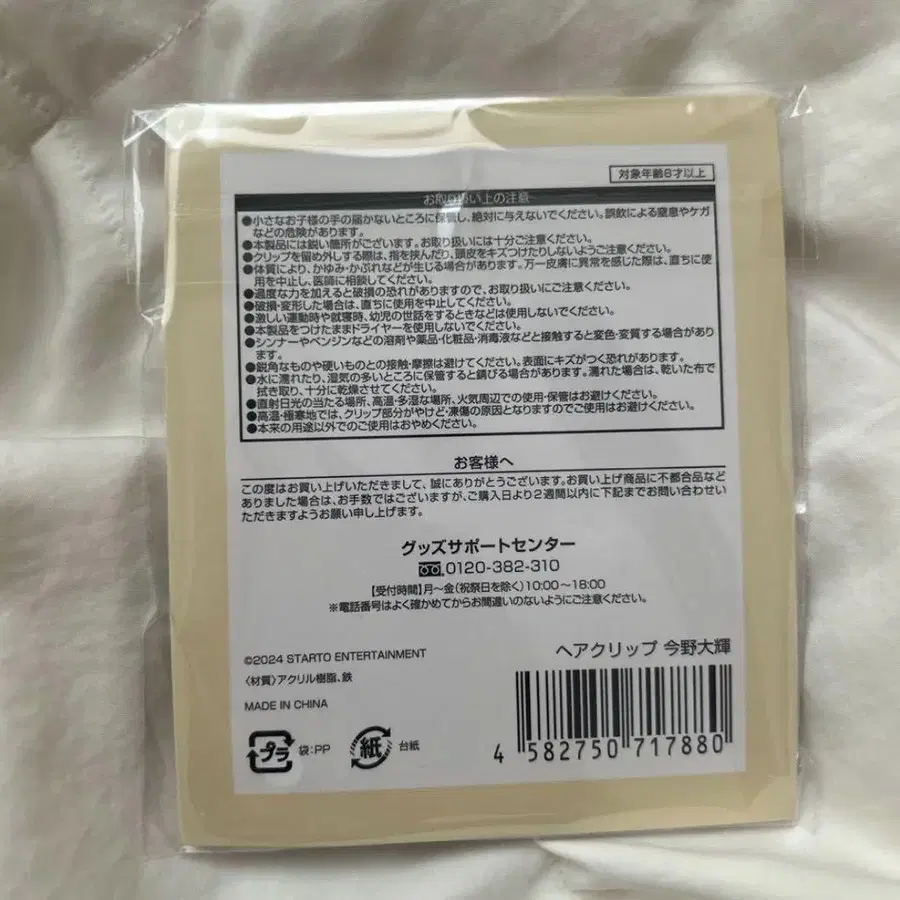 対象年齢8才以上
お取り扱い上の注意
●小さなお子様の手の届かないところに保管し、絶対に与えないでください。誤飲による窒息やケガ
などの危険があります。
●本製品には鋭い箇所がございます。お取り扱いには十分ご注意ください。
●クリップを留め外しする際は、指を挟んだり、頭皮をキズつけたりしないようご注意ください。
●体質により、かゆみ・かぶれなどが生じる場合があります。万一皮膚に異常を感じた際は、直ちに使
用を中止し、医師に相談してください。
●過度な力を加えると破損の恐れがありますので、お取り扱いにご注意ください。
●破損・変形した場合は、直ちに使用を中止してください。
●激しい運動時や就寝時、幼児の世話をするときなどは使用しないでください。
●本製品をつけたままドライヤーを使用しないでください。
●シンナーやベンジンなどの溶剤や薬品・化粧品・消毒液などと接触すると変色・変質する場合があり
ます。
●鋭角なものや硬いものとの接触・摩擦は避けてください。表面にキズがつく恐れがあります。
●水に濡れたり、湿気の多いところに保管すると錆びる場合があります。濡れた場合は、乾いた布で
拭き取り、十分に乾燥させてください。
●直射日光の当たる場所、高温・多湿な場所、火気周辺での使用・保管はお避けください。
●高温・極寒地では、クリップ部分がやけど・凍傷の原因となりますのでご使用はお避けください。
●本来の用途以外でのご使用はおやめください。
お客様へ
この度はお買い上げいただきまして、誠にありがとうございます。お買い上げ商品に不都合品など
ありました場合は、お手数ではございますが、ご購入日より2週間以内に下記までお問い合わせい
ただきますようお願い申し上げます。
グッズサポートセンター
0120-382-310
【受付時間】月〜金(祝祭日を除く)10:00〜18:00
※電話番号はよく確かめてからお間違いのないようにご注意ください。
©2024 STARTO ENTERTAINMENT
ヘアクリップ 今野大輝
〈材質〉アクリル樹脂、鉄
MADE IN CHINA
プラ 袋:PP 紙 台紙
4 582750 717880